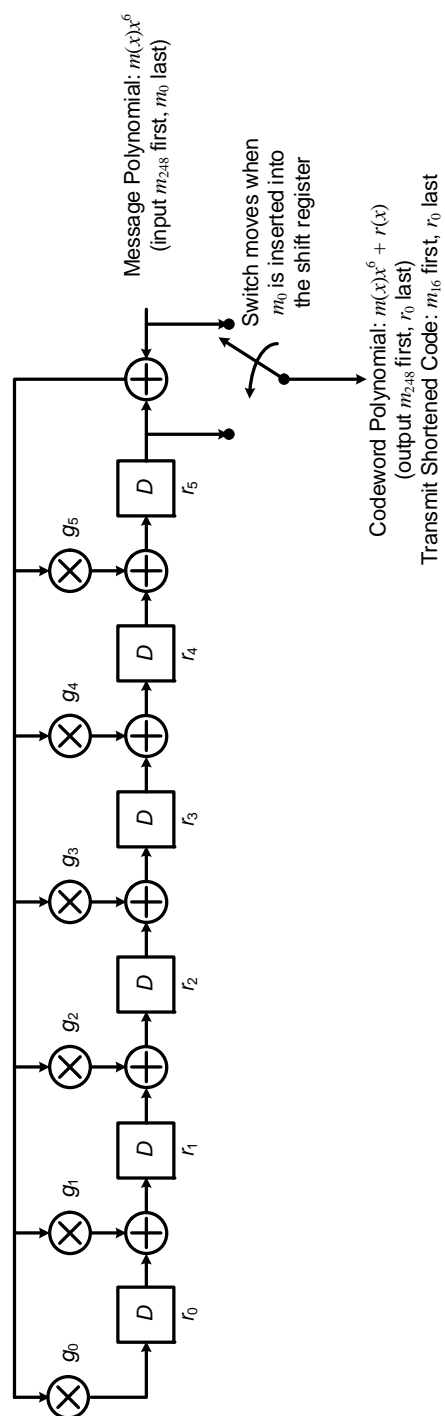 g₀
g₁
g₂
g₃
g₄
g₅
D
D
D
D
D
D
r₀
r₁
r₂
r₃
r₄
r₅
Message Polynomial: m(x)x⁶
(input m₂₄₈ first, m₀ last)
Switch moves when
m₀ is inserted into
the shift register
Codeword Polynomial: m(x)x⁶ + r(x)
(output m₂₄₈ first, r₀ last)
Transmit Shortened Code: m₁₆ first, r₀ last